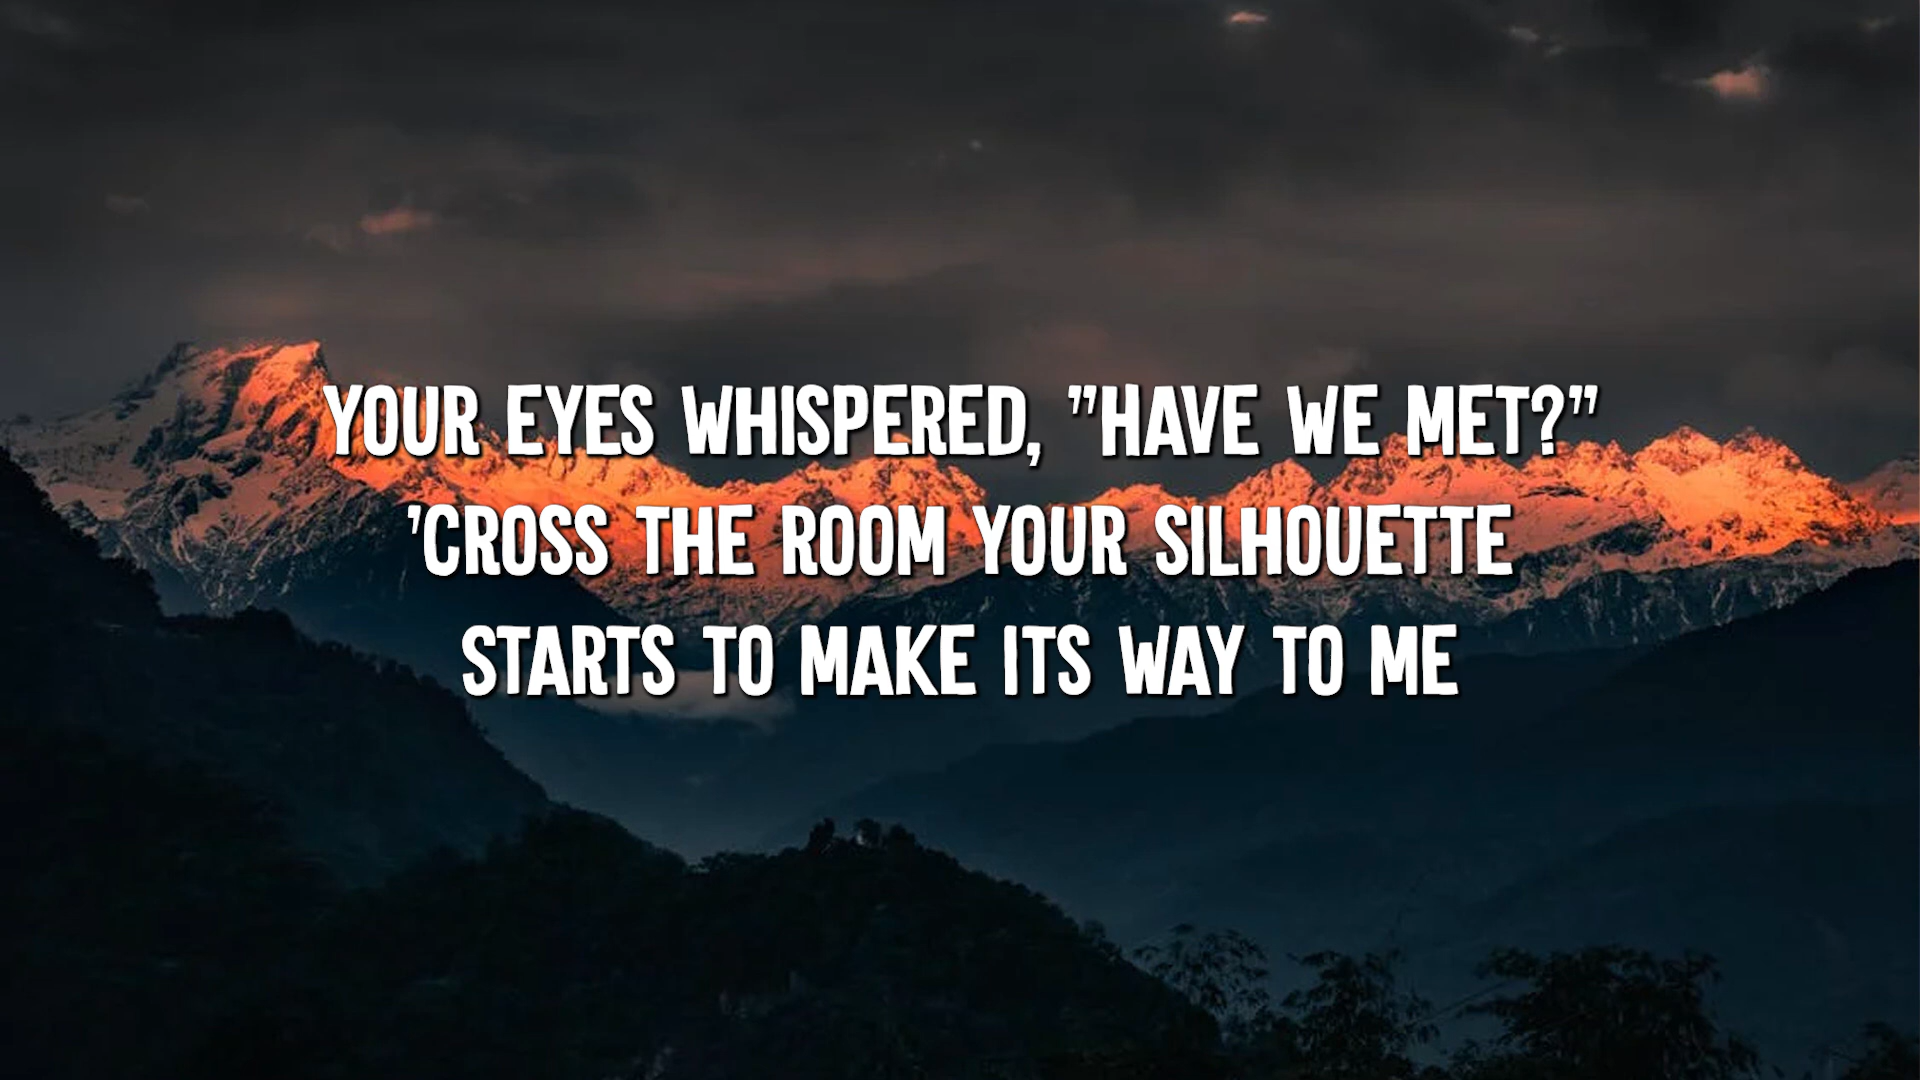 YOUR EYES WHISPERED, "HAVE WE MET?"
'CROSS THE ROOM YOUR SILHOUETTE
STARTS TO MAKE ITS WAY TO ME